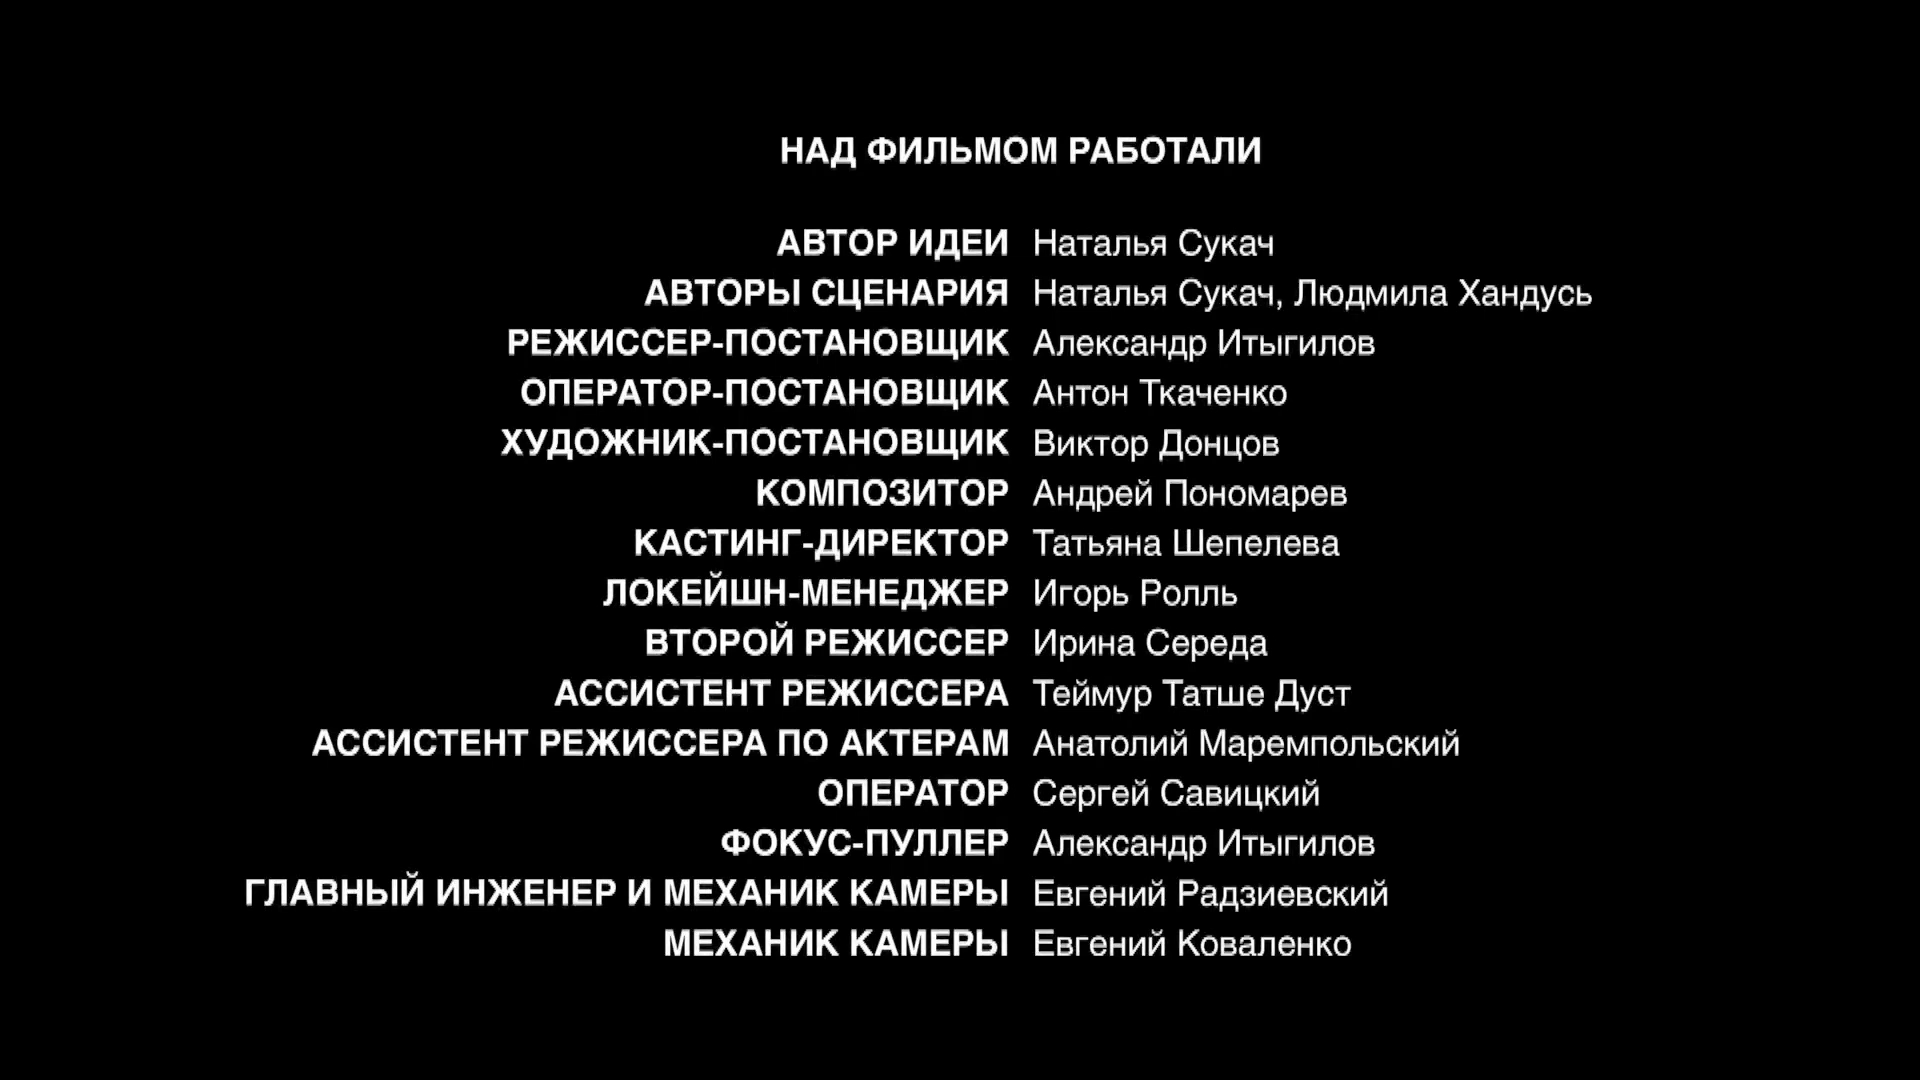 НАД ФИЛЬМОМ РАБОТАЛИ
АВТОР ИДЕИ Наталья Сукач
АВТОРЫ СЦЕНАРИЯ Наталья Сукач, Людмила Хандусь
РЕЖИССЕР-ПОСТАНОВЩИК Александр Итыгилов
ОПЕРАТОР-ПОСТАНОВЩИК Антон Ткаченко
ХУДОЖНИК-ПОСТАНОВЩИК Виктор Донцов
КОМПОЗИТОР Андрей Пономарев
КАСТИНГ-ДИРЕКТОР Татьяна Шепелева
ЛОКЕЙШН-МЕНЕДЖЕР Игорь Ролль
ВТОРОЙ РЕЖИССЕР Ирина Середа
АССИСТЕНТ РЕЖИССЕРА Теймур Татше Дуст
АССИСТЕНТ РЕЖИССЕРА ПО АКТЕРАМ Анатолий Маремпольский
ОПЕРАТОР Сергей Савицкий
ФОКУС-ПУЛЛЕР Александр Итыгилов
ГЛАВНЫЙ ИНЖЕНЕР И МЕХАНИК КАМЕРЫ Евгений Радзиевский
МЕХАНИК КАМЕРЫ Евгений Коваленко